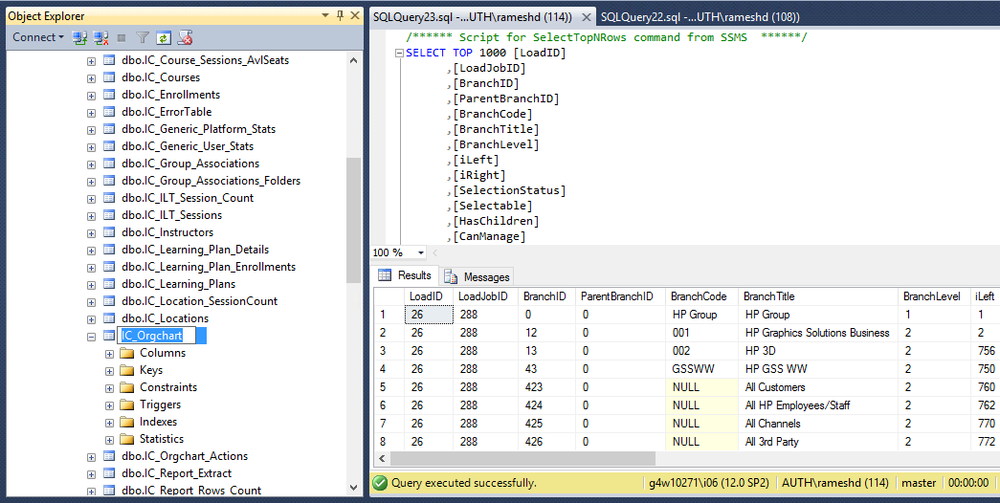 Object Explorer
Connect
dbo.IC_Course_Sessions_AvlSeats
dbo.IC_Courses
dbo.IC_Enrollments
dbo.IC_ErrorTable
dbo.IC_Generic_Platform_Stats
dbo.IC_Generic_User_Stats
dbo.IC_Group_Associations
dbo.IC_Group_Associations_Folders
dbo.IC_ILT_Session_Count
dbo.IC_ILT_Sessions
dbo.IC_Instructors
dbo.IC_Learning_Plan_Details
dbo.IC_Learning_Plan_Enrollments
dbo.IC_Learning_Plans
dbo.IC_Location_SessionCount
dbo.IC_Locations
IC_Orgchart
Columns
Keys
Constraints
Triggers
Indexes
Statistics
dbo.IC_Orgchart_Actions
dbo.IC_Report_Extract
dbo.IC_Report_Rows_Count
SQLQuery23.sql -...UTH\rameshd (114)) SQLQuery22.sql -...UTH\rameshd (108))
/****** Script for SelectTopNRows command from SSMS ******/
SELECT TOP 1000 [LoadID]
,[LoadJobID]
,[BranchID]
,[ParentBranchID]
,[BranchCode]
,[BranchTitle]
,[BranchLevel]
,[iLeft]
,[iRight]
,[SelectionStatus]
,[Selectable]
,[HasChildren]
,[CanManage]
100 %
Results Messages
LoadID LoadJobID BranchID ParentBranchID BranchCode BranchTitle BranchLevel iLeft
1 26 288 0 0 HP Group HP Group 1 1
2 26 288 12 0 001 HP Graphics Solutions Business 2 2
3 26 288 13 0 002 HP 3D 2 756
4 26 288 43 0 GSSWW HP GSS WW 2 750
5 26 288 423 0 NULL All Customers 2 760
6 26 288 424 0 NULL All HP Employees/Staff 2 762
7 26 288 425 0 NULL All Channels 2 770
8 26 288 426 0 NULL All 3rd Party 2 772
Query executed successfully. g4w10271\i06 (12.0 SP2) AUTH\rameshd (114) master 00:00:00